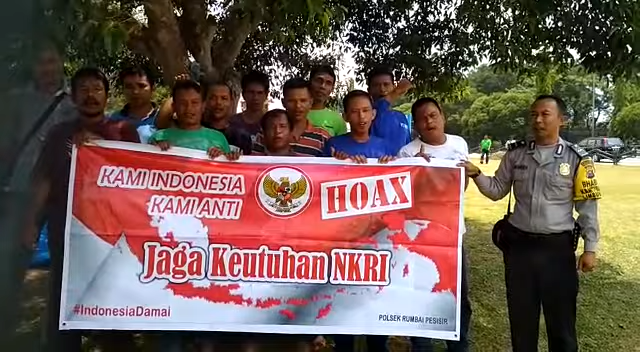 KAMI INDONESIA
KAMI ANTI
HOAX
Jaga Keutuhan NKRI
#IndonesiaDamai
POLSEK RUMBAI PESISIR